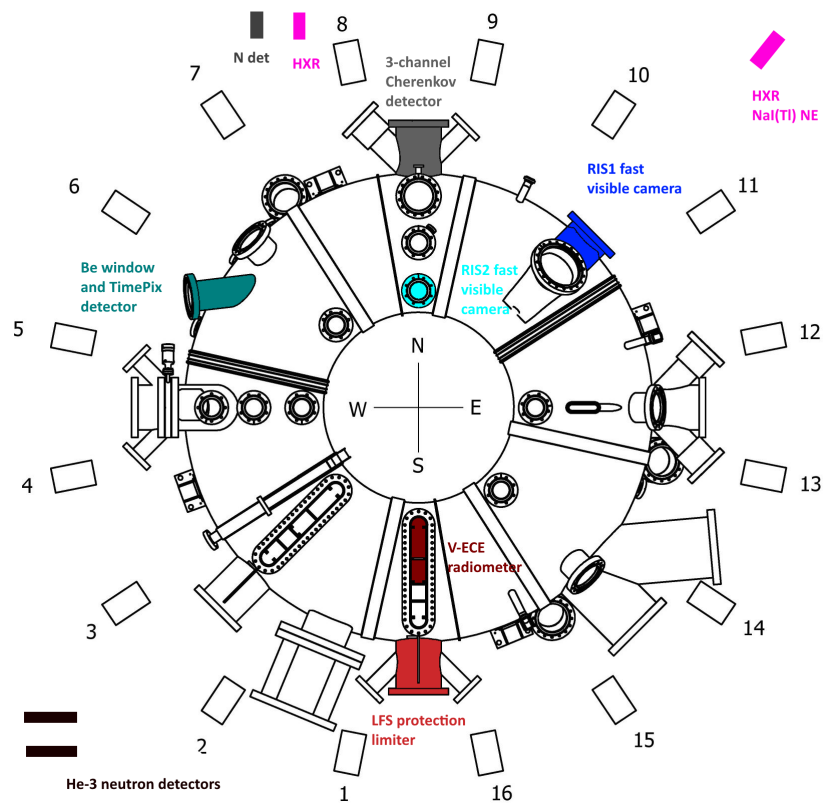 8
9
N det
HXR
3-channel
Cherenkov
detector
7
10
HXR
NaI(Tl) NE
RIS1 fast
visible camera
6
11
Be window
and TimePix
detector
RIS2 fast
visible
camera
5
12
N
W
E
S
4
13
V-ECE
radiometer
3
14
LFS protection
limiter
2
15
He-3 neutron detectors
1
16